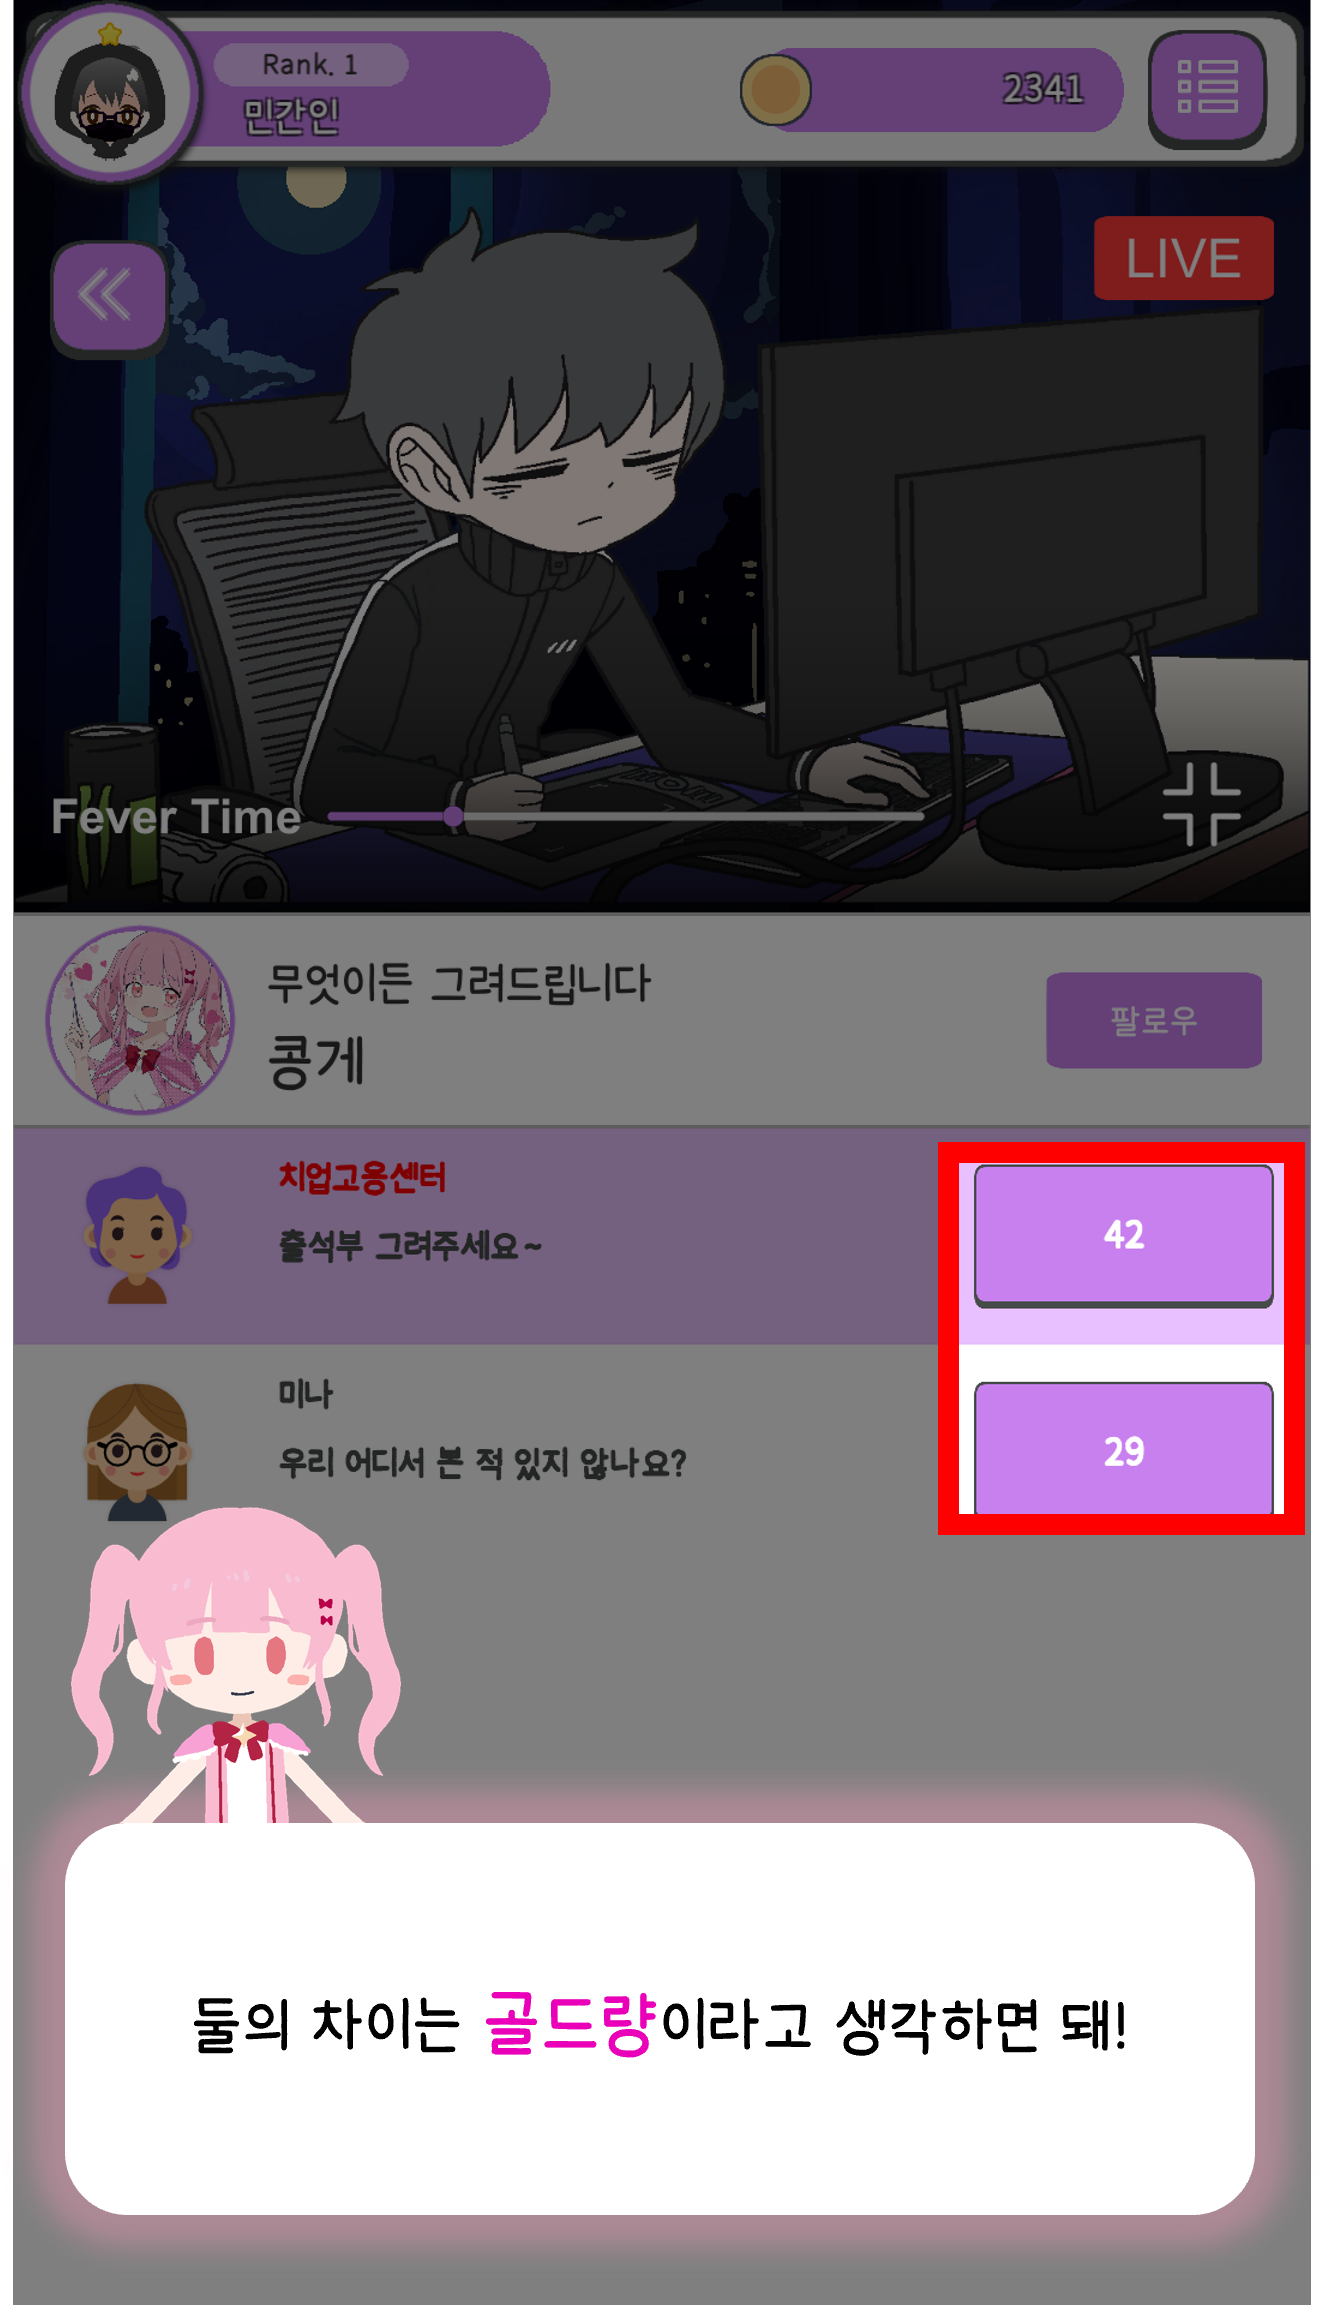 Rank. 1
민간인
2341
LIVE
Fever Time
무엇이든 그려드립니다
콩게
팔로우
치업고용센터
출석부 그려주세요~
42
미나
우리 어디서 본 적 있지 않나요?
29
둘의 차이는 골드량이라고 생각하면 돼!